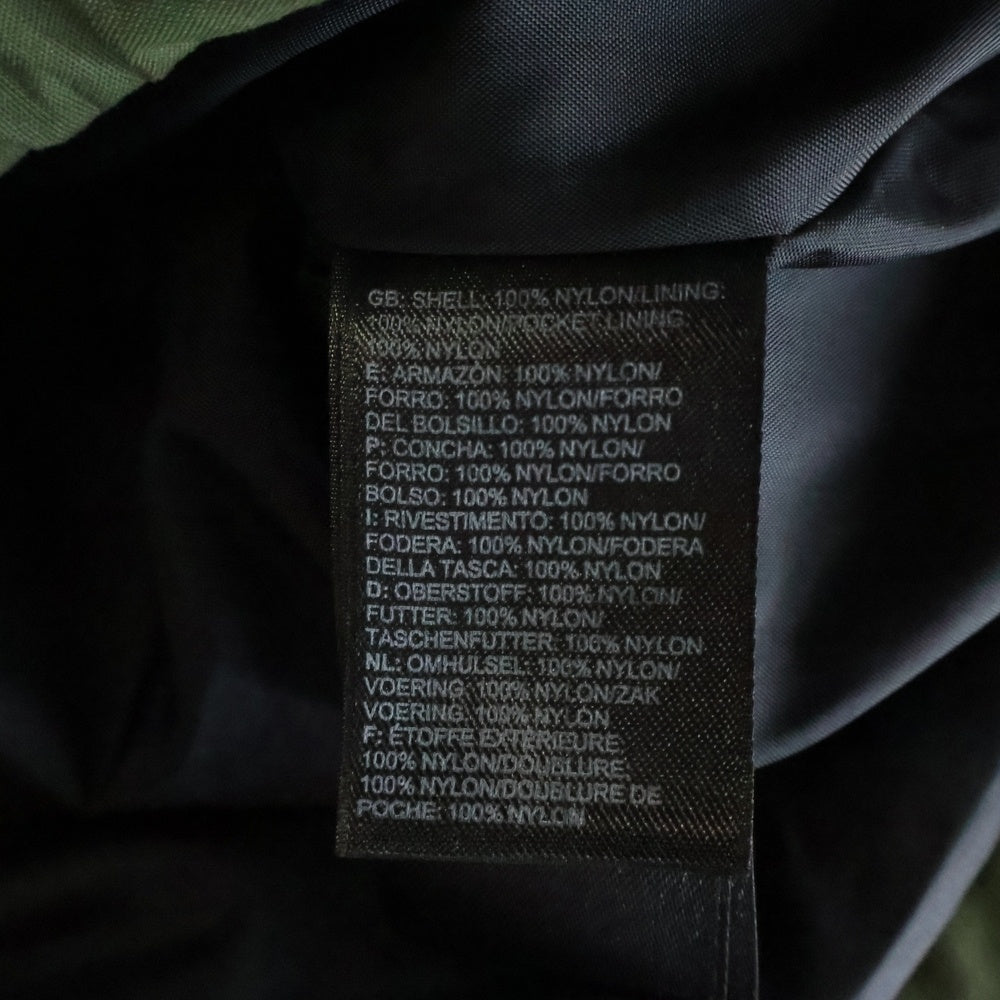 GB: SHELL: 100% NYLON/LINING:
100% NYLON/POCKET LINING:
100% NYLON
E: ARMAZÓN: 100% NYLON/
FORRO: 100% NYLON/FORRO
DEL BOLSILLO: 100% NYLON
P: CONCHA: 100% NYLON/
FORRO: 100% NYLON/FORRO
BOLSO: 100% NYLON
I: RIVESTIMENTO: 100% NYLON/
FODERA: 100% NYLON/FODERA
DELLA TASCA: 100% NYLON
D: OBERSTOFF: 100% NYLON/
FUTTER: 100% NYLON/
TASCHENFUTTER: 100% NYLON
NL: OMHULSEL: 100% NYLON/
VOERING: 100% NYLON/ZAK
VOERING: 100% NYLON
F: ÉTOFFE EXTÉRIEURE
100% NYLON/DOUBLURE
100% NYLON/DOUBLURE DE
POCHE: 100% NYLON